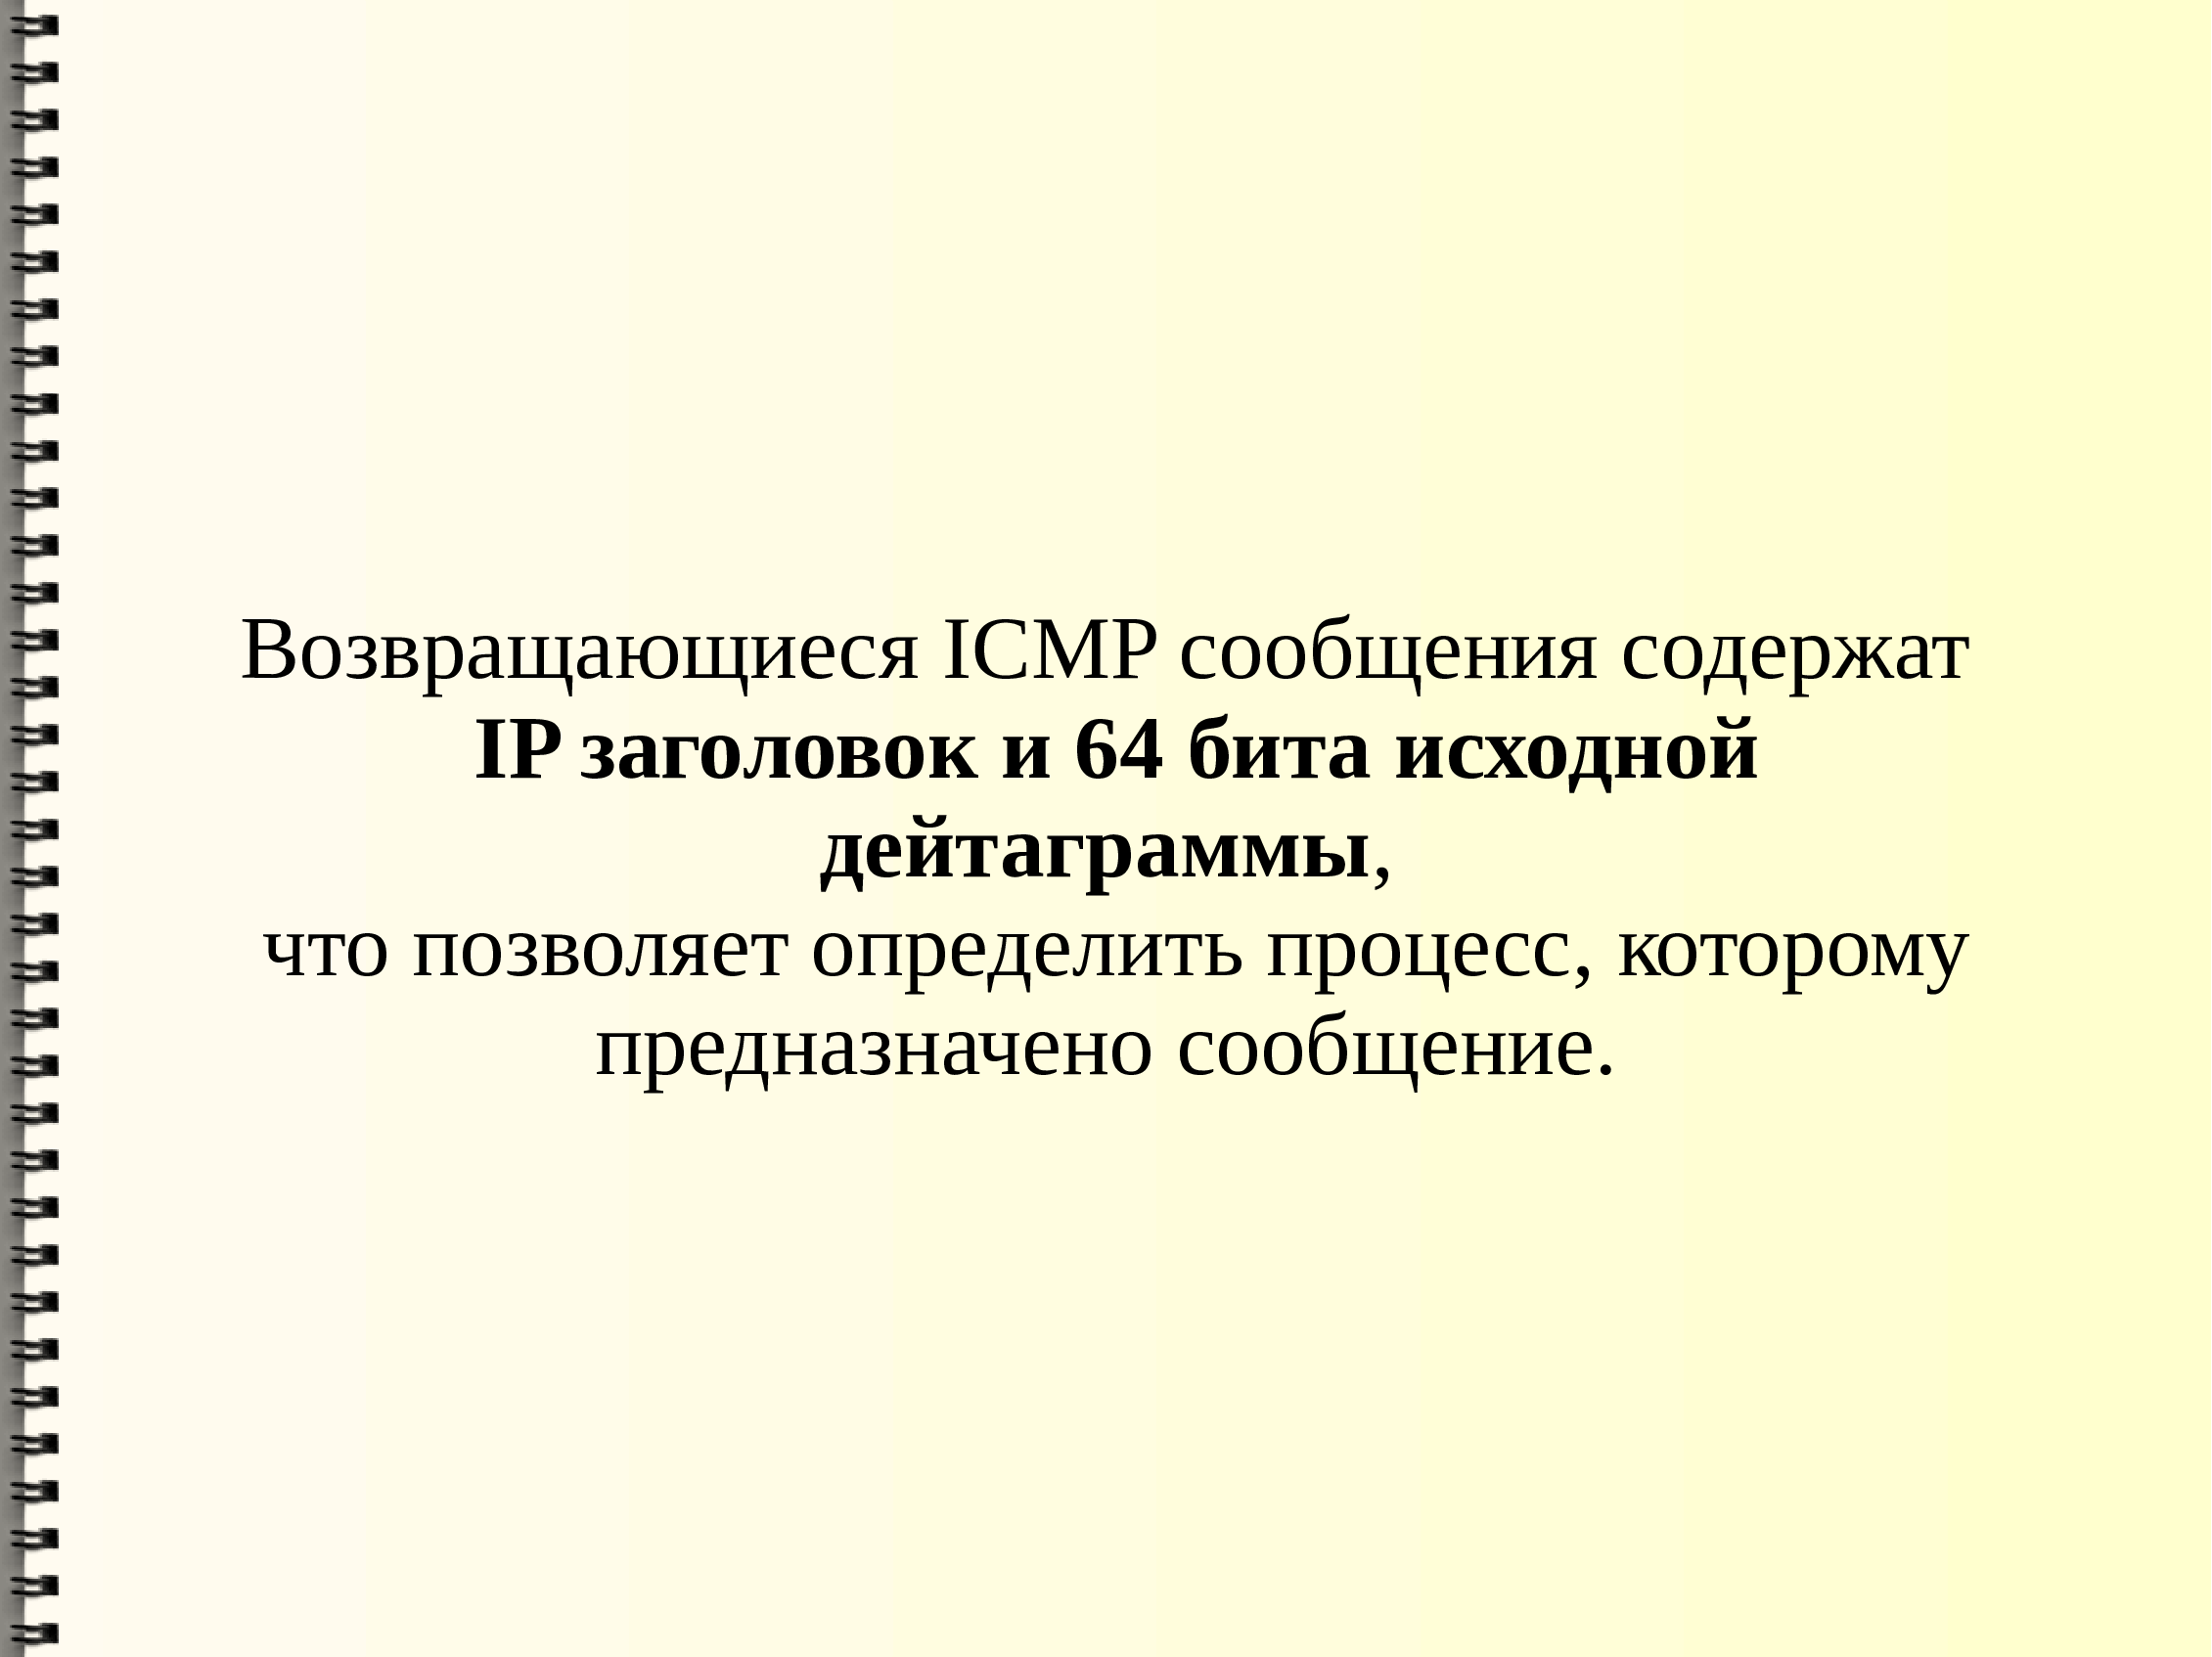 Возвращающиеся ICMP сообщения содержат
IP заголовок и 64 бита исходной
дейтаграммы,
что позволяет определить процесс, которому
предназначено сообщение.